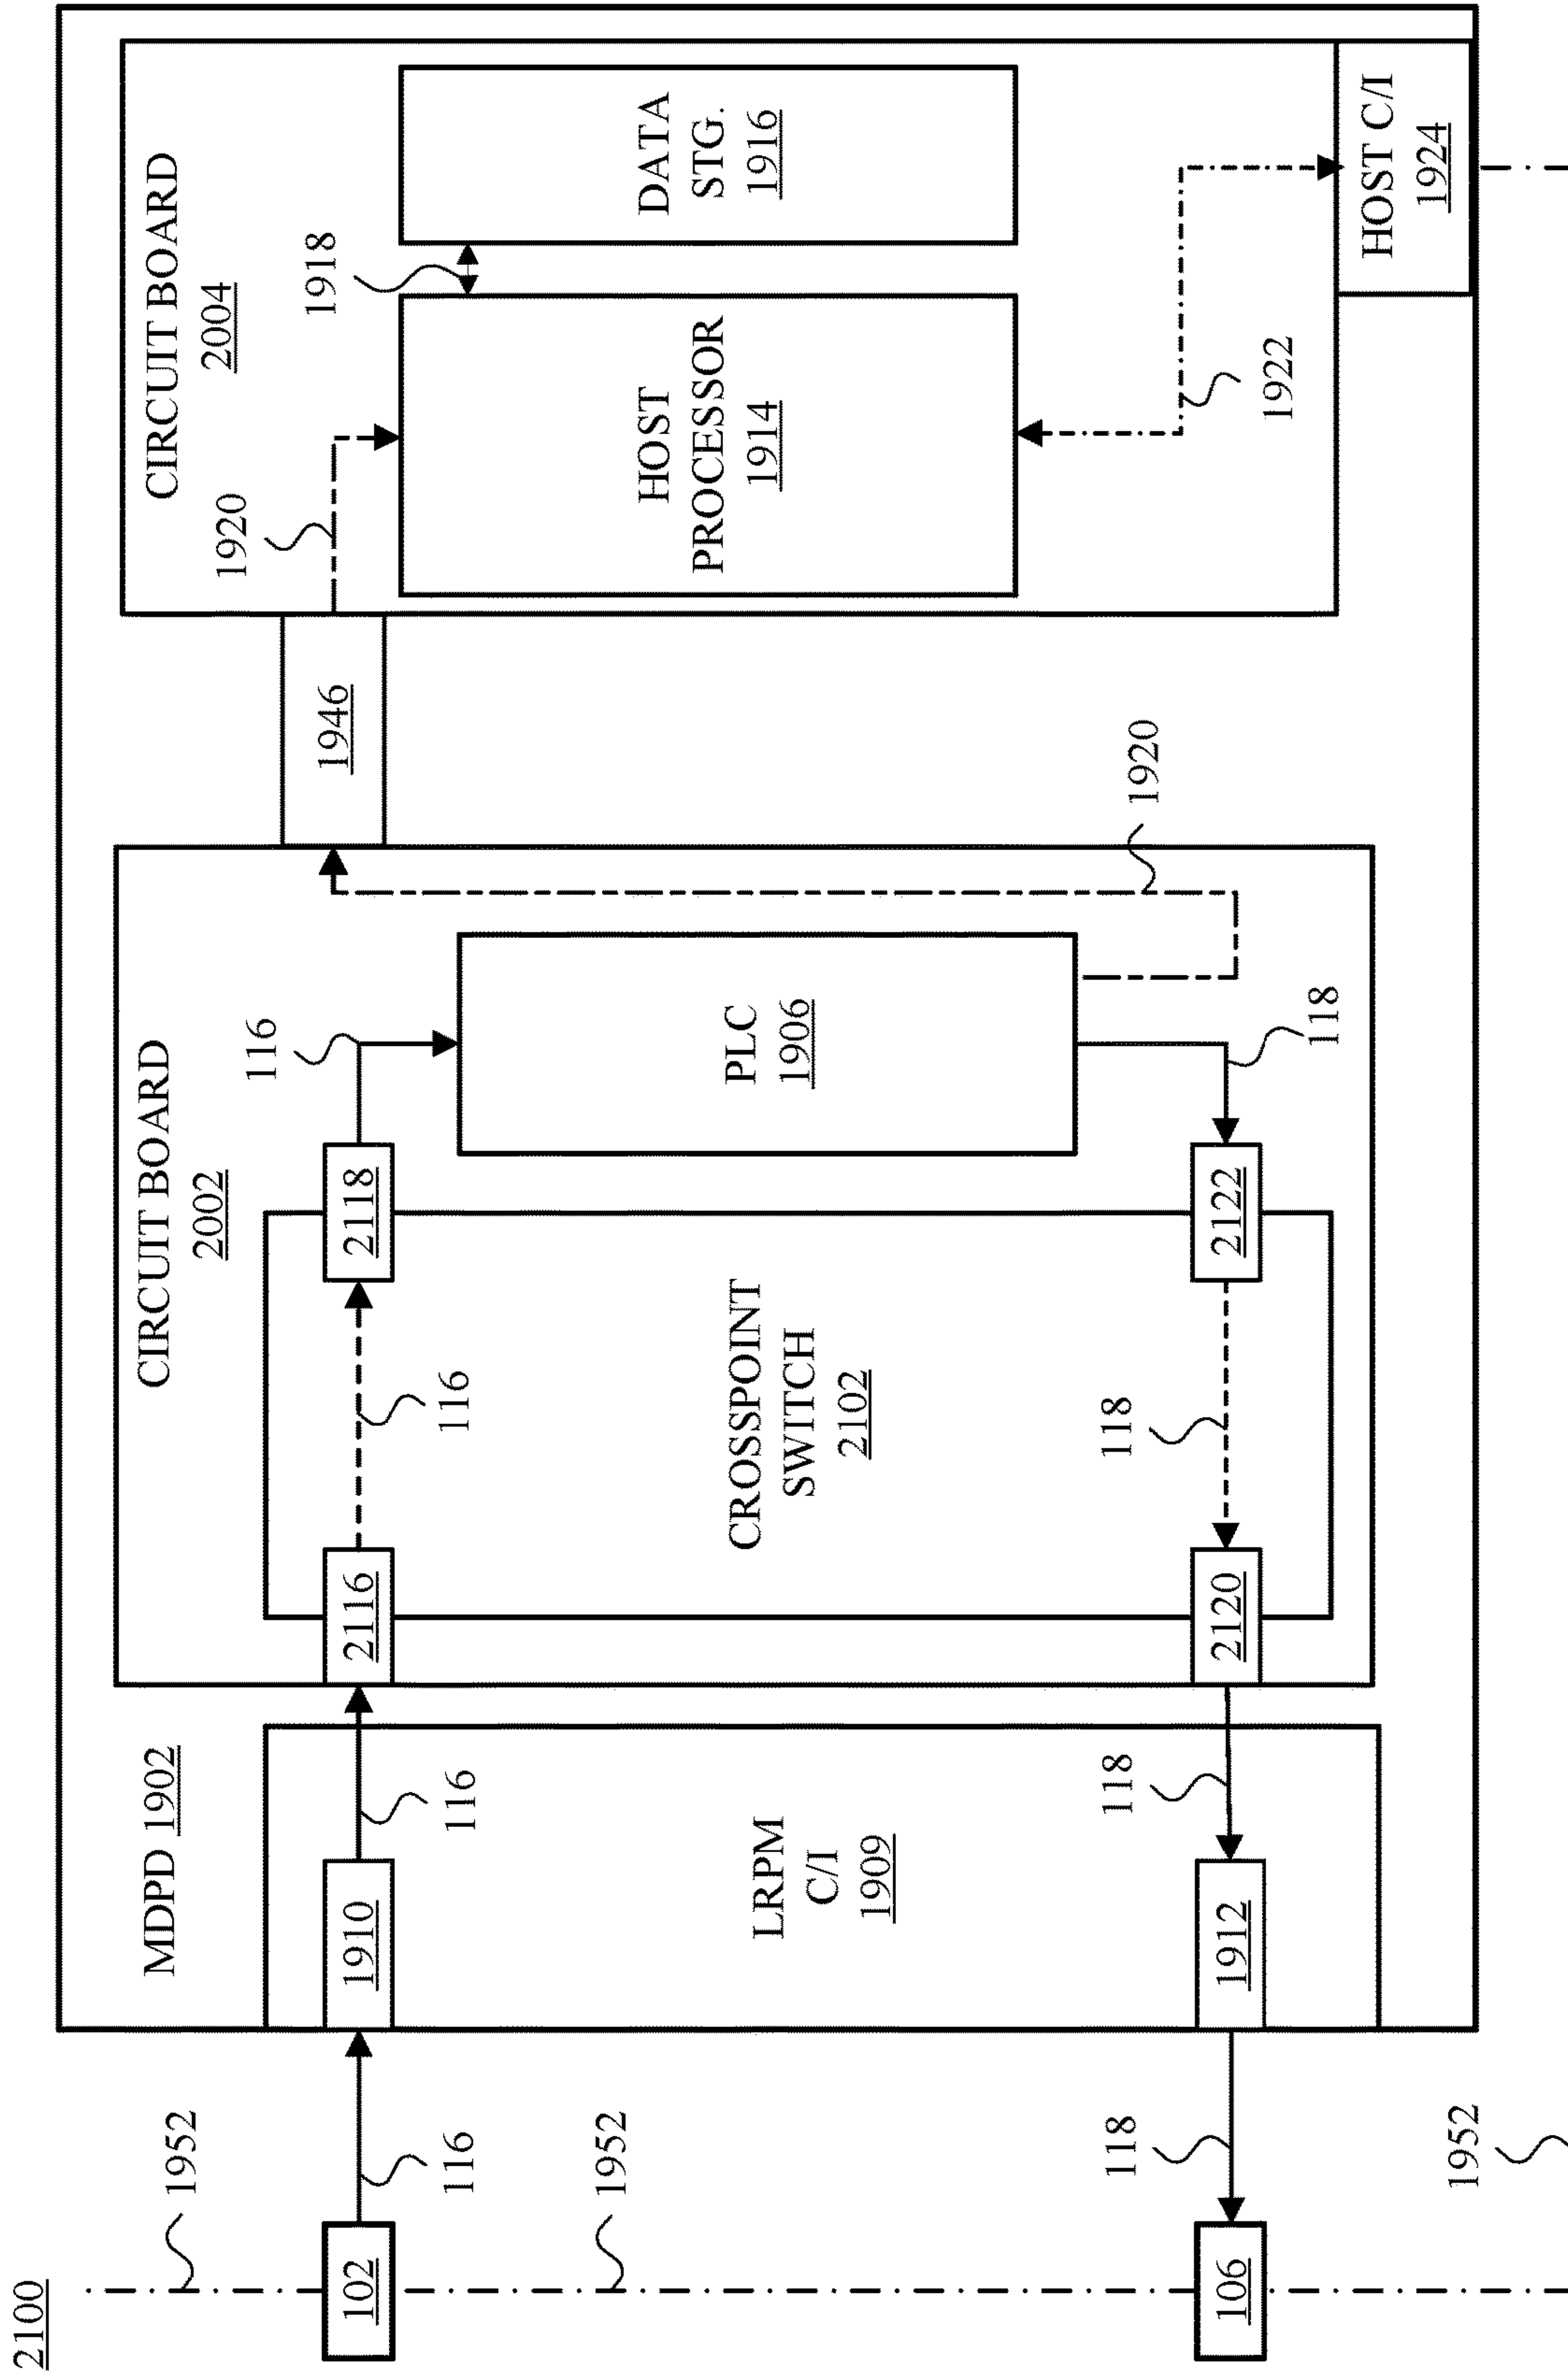 2100
1952
102
116
1952
106
118
1952
MDPD 1902
1910
116
LRPM
C/I
1909
1912
118
CIRCUIT BOARD
2002
2116
116
2118
116
CROSSPOINT
SWITCH
2102
2120
118
2122
118
PLC
1906
1920
1946
CIRCUIT BOARD
2004
1920
HOST
PROCESSOR
1914
1918
DATA
STG.
1916
1922
HOST C/I
1924